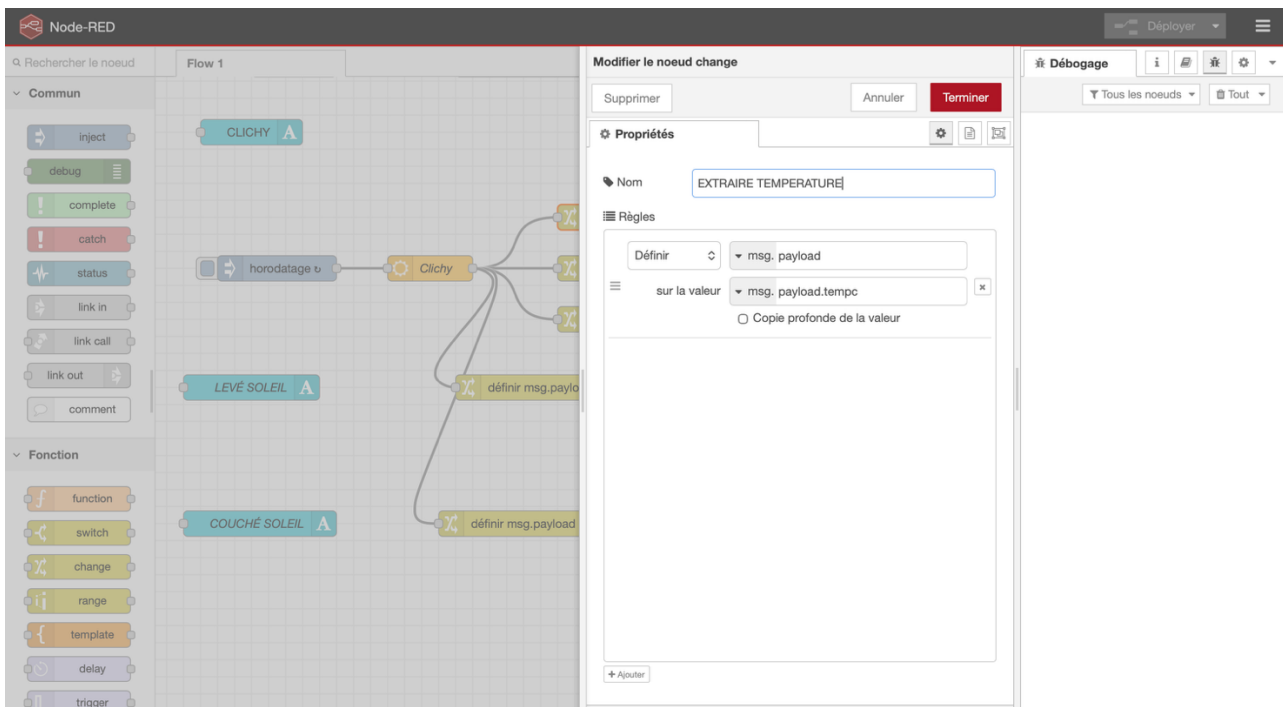 Node-RED
Déployer
Rechercher le noeud
Flow 1
Modifier le noeud change
Débogage
i
Supprimer
Annuler
Terminer
Tous les noeuds
Tout
Commun
inject
debug
complete
catch
status
link in
link call
link out
comment
Fonction
function
switch
change
range
template
delay
trigger
CLICHY A
horodatage ↻
Clichy
LEVÉ SOLEIL A
définir msg.paylo
COUCHÉ SOLEIL A
définir msg.payload
Propriétés
Nom
EXTRAIRE TEMPERATURE
Règles
Définir
msg. payload
sur la valeur
msg. payload.tempc
Copie profonde de la valeur
+ Ajouter